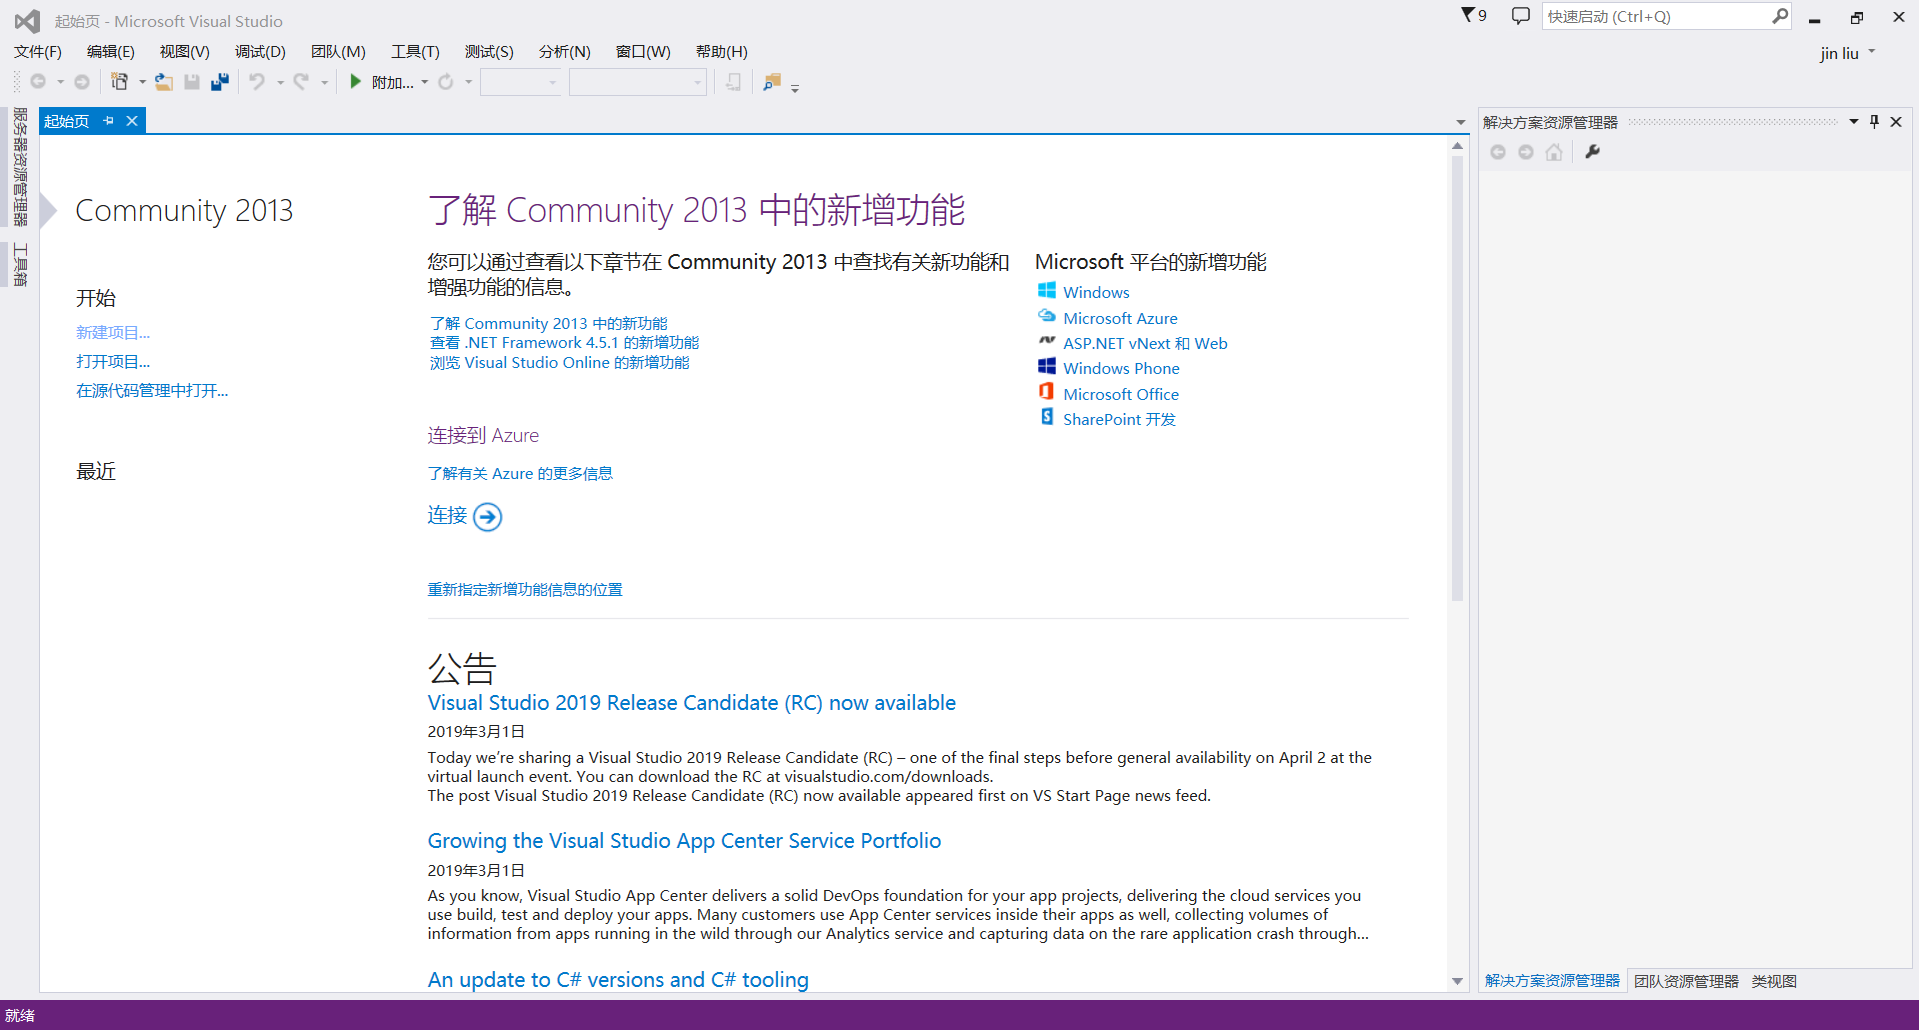 起始页 - Microsoft Visual Studio
9
快速启动 (Ctrl+Q)
文件(F) 编辑(E) 视图(V) 调试(D) 团队(M) 工具(T) 测试(S) 分析(N) 窗口(W) 帮助(H)
jin liu
附加...
服务器资源管理器
工具箱
起始页
Community 2013
开始
新建项目...
打开项目...
在源代码管理中打开...
最近
了解 Community 2013 中的新增功能
您可以通过查看以下章节在 Community 2013 中查找有关新功能和
增强功能的信息。
了解 Community 2013 中的新功能
查看 .NET Framework 4.5.1 的新增功能
浏览 Visual Studio Online 的新增功能
Microsoft 平台的新增功能
Windows
Microsoft Azure
ASP.NET vNext 和 Web
Windows Phone
Microsoft Office
SharePoint 开发
连接到 Azure
了解有关 Azure 的更多信息
连接
重新指定新增功能信息的位置
公告
Visual Studio 2019 Release Candidate (RC) now available
2019年3月1日
Today we’re sharing a Visual Studio 2019 Release Candidate (RC) – one of the final steps before general availability on April 2 at the
virtual launch event. You can download the RC at visualstudio.com/downloads.
The post Visual Studio 2019 Release Candidate (RC) now available appeared first on VS Start Page news feed.
Growing the Visual Studio App Center Service Portfolio
2019年3月1日
As you know, Visual Studio App Center delivers a solid DevOps foundation for your app projects, delivering the cloud services you
use build, test and deploy your apps. Many customers use App Center services inside their apps as well, collecting volumes of
information from apps running in the wild through our Analytics service and capturing data on the rare application crash through...
An update to C# versions and C# tooling
解决方案资源管理器
解决方案资源管理器 团队资源管理器 类视图
就绪